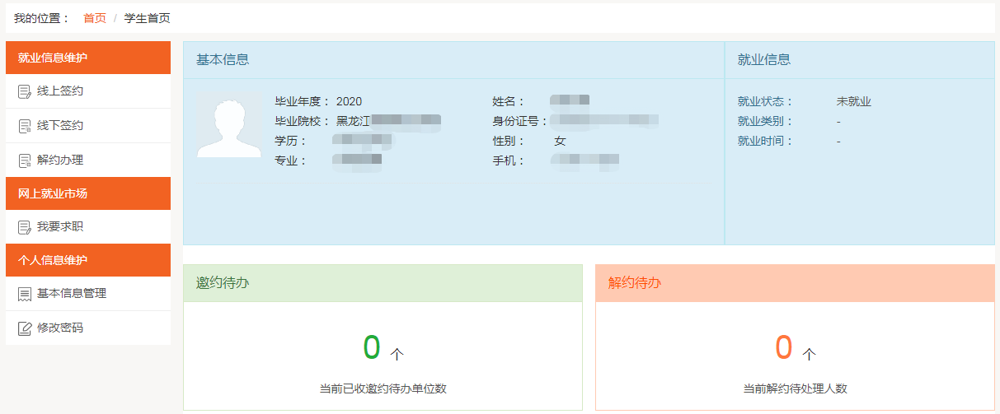 我的位置： 首页 / 学生首页
就业信息维护
线上签约
线下签约
解约办理
网上就业市场
我要求职
个人信息维护
基本信息管理
修改密码
基本信息
毕业年度： 2020
姓名：
毕业院校： 黑龙江
身份证号：
学历：
性别： 女
专业：
手机：
就业信息
就业状态： 未就业
就业类别： -
就业时间： -
邀约待办
0 个
当前已收邀约待办单位数
解约待办
0 个
当前解约待处理人数